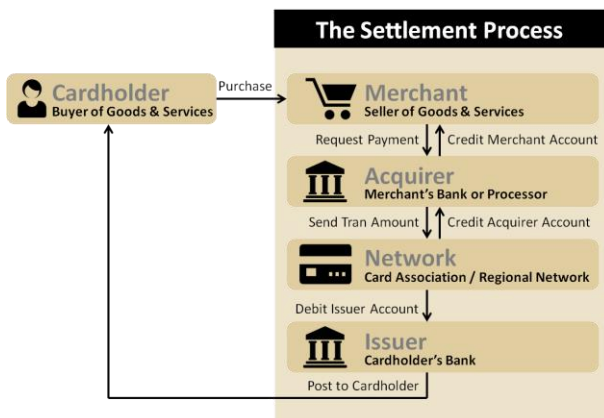 The Settlement Process
Cardholder
Buyer of Goods & Services
Purchase
Merchant
Seller of Goods & Services
Request Payment
Credit Merchant Account
Acquirer
Merchant's Bank or Processor
Send Tran Amount
Credit Acquirer Account
Network
Card Association / Regional Network
Debit Issuer Account
Issuer
Cardholder's Bank
Post to Cardholder